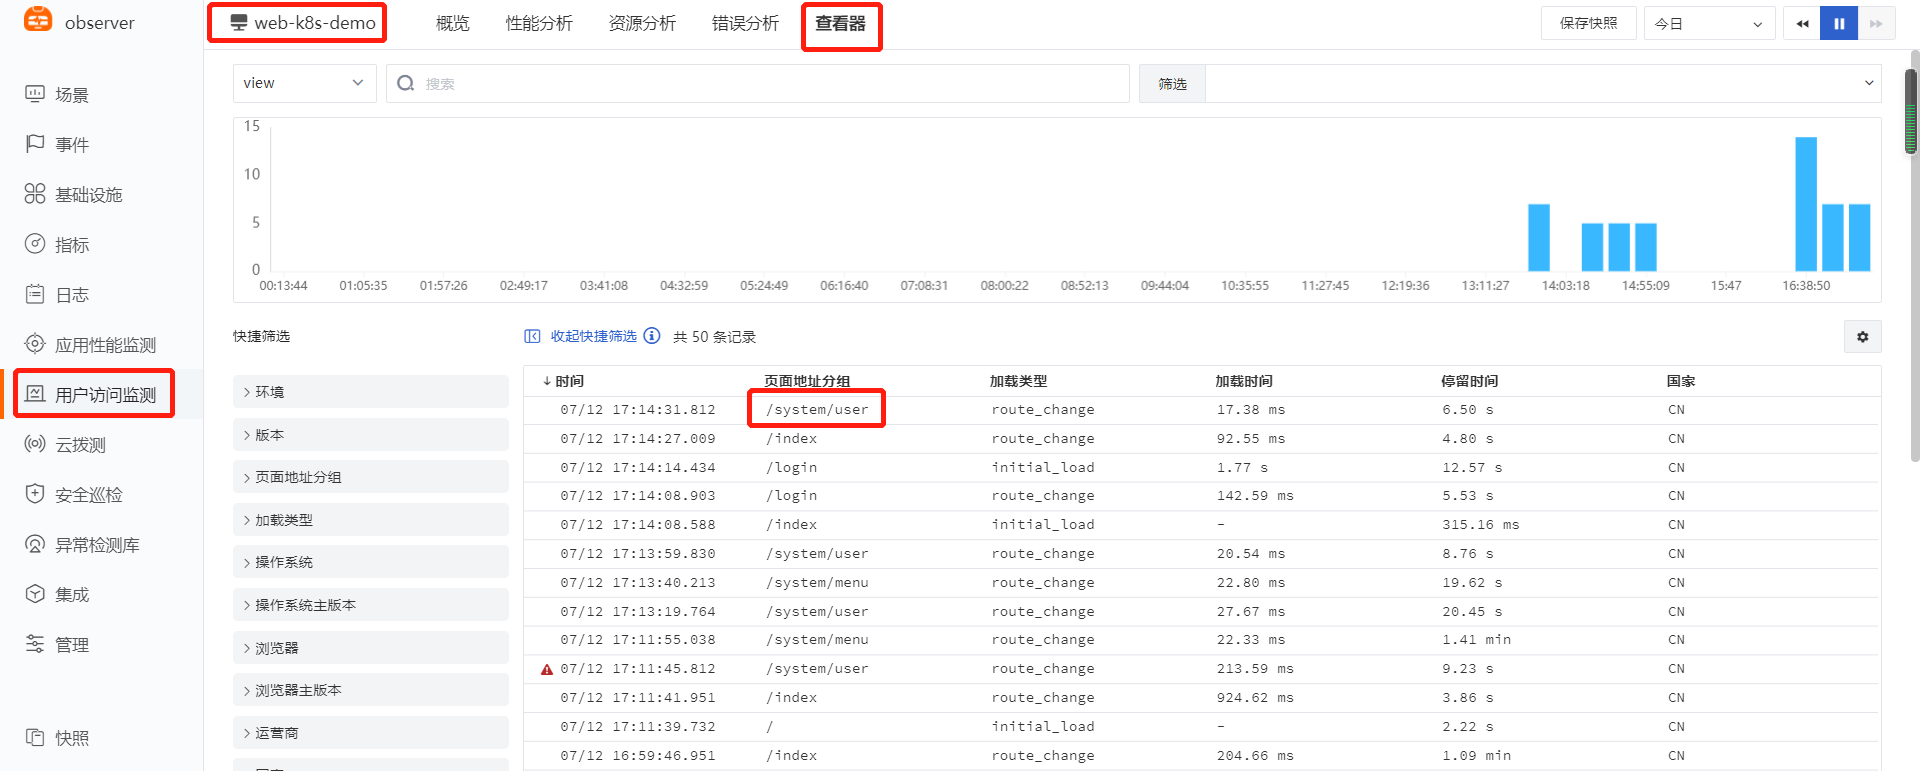 observer
web-k8s-demo
概览
性能分析
资源分析
错误分析
查看器
保存快照
今日
场景
事件
基础设施
指标
日志
应用性能监测
用户访问监测
云拨测
安全巡检
异常检测库
集成
管理
快照
view
搜索
筛选
15
10
5
0
00:13:44 01:05:35 01:57:26 02:49:17 03:41:08 04:32:59 05:24:49 06:16:40 07:08:31 08:00:22 08:52:13 09:44:04 10:35:55 11:27:45 12:19:36 13:11:27 14:03:18 14:55:09 15:47 16:38:50
快捷筛选
环境
版本
页面地址分组
加载类型
操作系统
操作系统主版本
浏览器
浏览器主版本
运营商
收起快捷筛选 共 50 条记录
时间 页面地址分组 加载类型 加载时间 停留时间 国家
07/12 17:14:31.812 /system/user route_change 17.38 ms 6.50 s CN
07/12 17:14:27.009 /index route_change 92.55 ms 4.80 s CN
07/12 17:14:14.434 /login initial_load 1.77 s 12.57 s CN
07/12 17:14:08.903 /login route_change 142.59 ms 5.53 s CN
07/12 17:14:08.588 /index initial_load - 315.16 ms CN
07/12 17:13:59.830 /system/user route_change 20.54 ms 8.76 s CN
07/12 17:13:40.213 /system/menu route_change 22.80 ms 19.62 s CN
07/12 17:13:19.764 /system/user route_change 27.67 ms 20.45 s CN
07/12 17:11:55.038 /system/menu route_change 22.33 ms 1.41 min CN
07/12 17:11:45.812 /system/user route_change 213.59 ms 9.23 s CN
07/12 17:11:41.951 /index route_change 924.62 ms 3.86 s CN
07/12 17:11:39.732 / initial_load - 2.22 s CN
07/12 16:59:46.951 /index route_change 204.66 ms 1.09 min CN